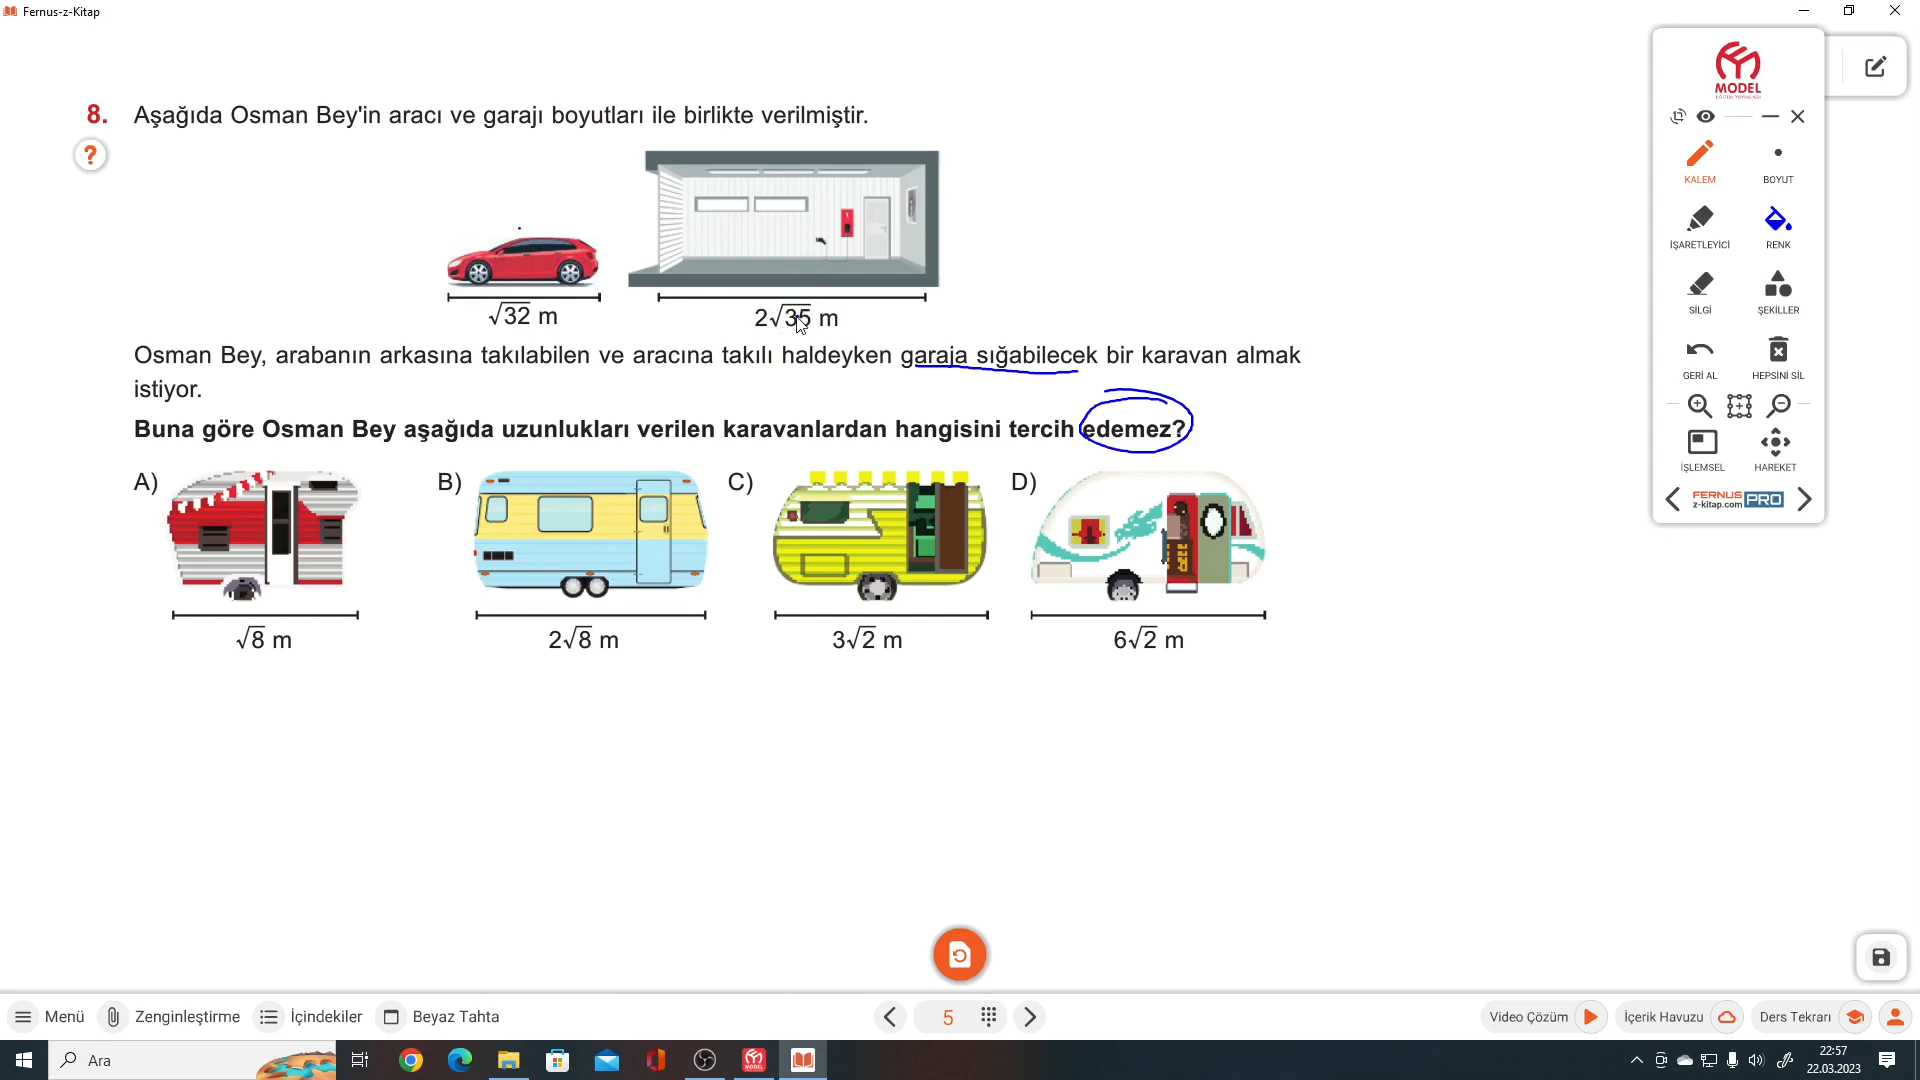 Fernus-z-Kitap
8. Aşağıda Osman Bey'in aracı ve garajı boyutları ile birlikte verilmiştir.
?
√32 m
2√35 m
Osman Bey, arabanın arkasına takılabilen ve aracına takılı haldeyken garaja sığabilecek bir karavan almak
istiyor.
Buna göre Osman Bey aşağıda uzunlukları verilen karavanlardan hangisini tercih edemez?
A) B) C) D)
√8 m 2√8 m 3√2 m 6√2 m
MODEL
EĞİTİM YAYINLARI
KALEM BOYUT
İŞARETLEYİCİ RENK
SİLGİ ŞEKİLLER
GERİ AL HEPSİNİ SİL
İŞLEMSEL HAREKET
FERNUS
z-kitap.com PRO
Menü Zenginleştirme İçindekiler Beyaz Tahta 5 Video Çözüm İçerik Havuzu Ders Tekrarı
Ara
MODEL
22:57
22.03.2023